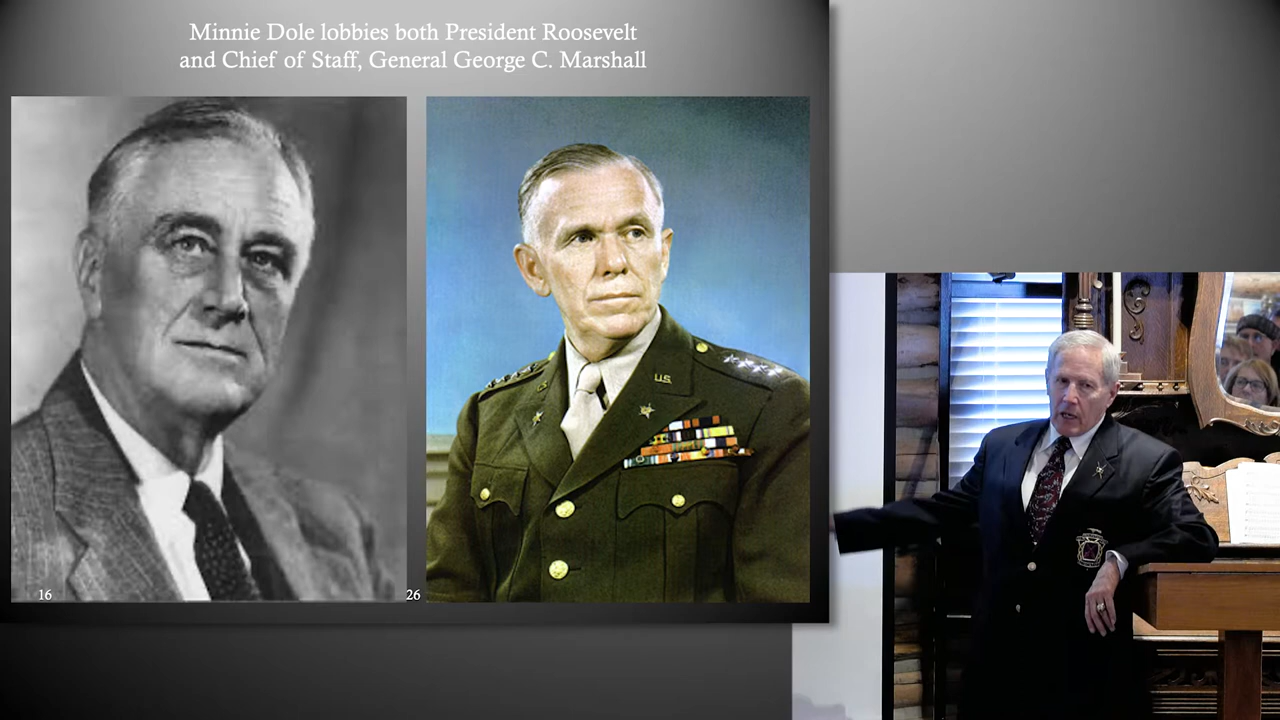 Minnie Dole lobbies both President Roosevelt
and Chief of Staff, General George C. Marshall
U.S.
16
26